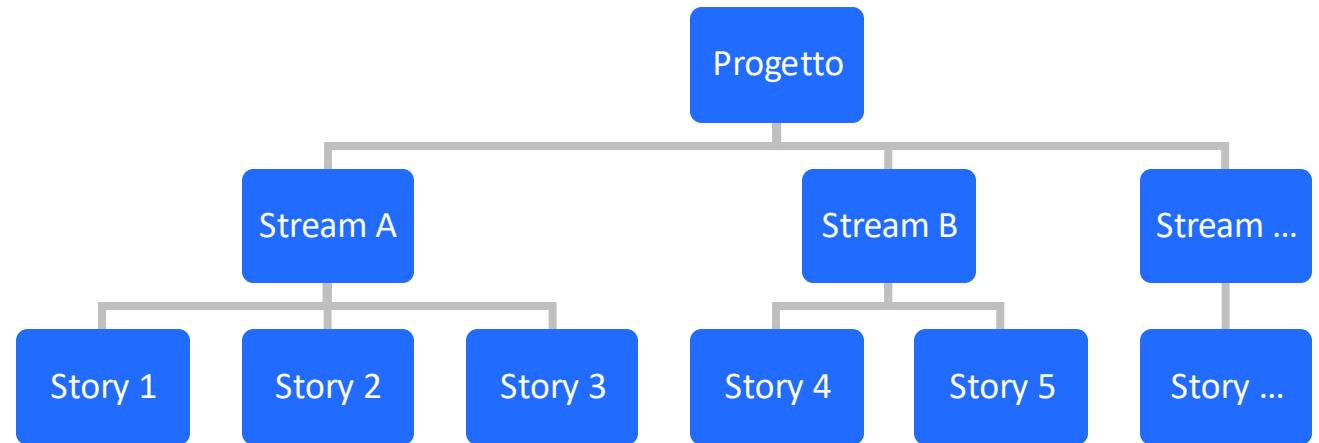 Progetto
Stream A
Stream B
Stream …
Story 1
Story 2
Story 3
Story 4
Story 5
Story …